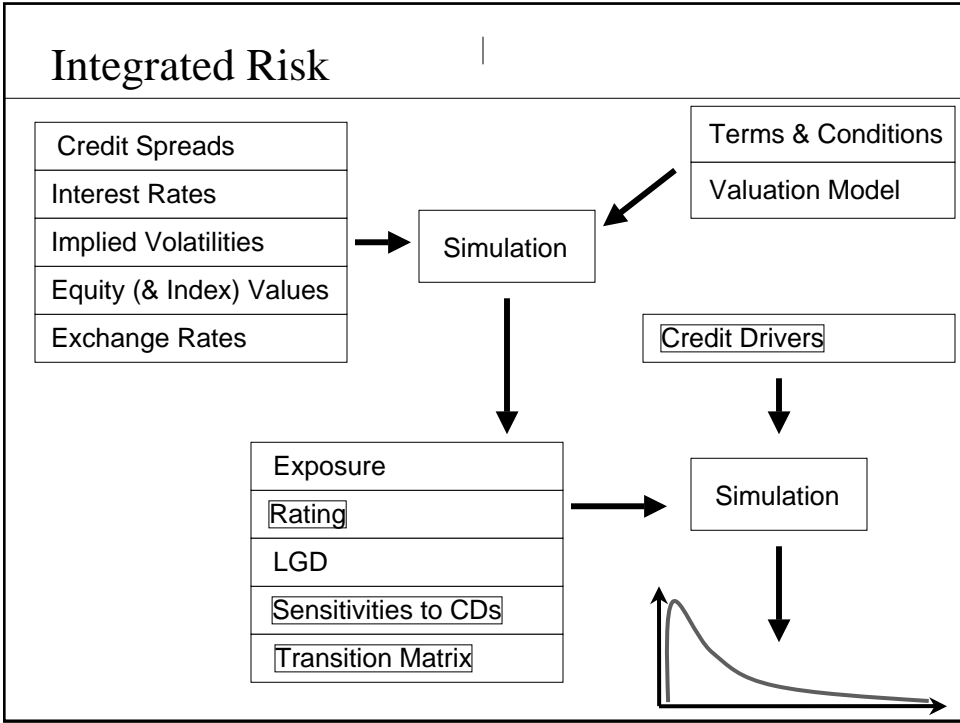 Integrated Risk
Credit Spreads
Interest Rates
Implied Volatilities
Equity (& Index) Values
Exchange Rates
Terms & Conditions
Valuation Model
Simulation
Credit Drivers
Exposure
Rating
LGD
Sensitivities to CDs
Transition Matrix
Simulation